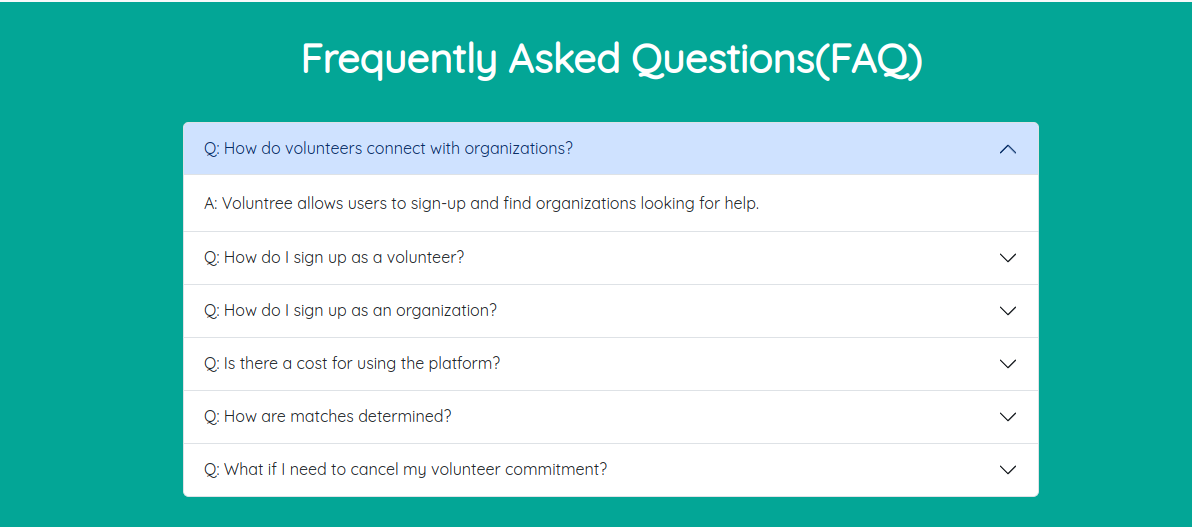 Frequently Asked Questions(FAQ)
Q: How do volunteers connect with organizations?
A: Voluntree allows users to sign-up and find organizations looking for help.
Q: How do I sign up as a volunteer?
Q: How do I sign up as an organization?
Q: Is there a cost for using the platform?
Q: How are matches determined?
Q: What if I need to cancel my volunteer commitment?